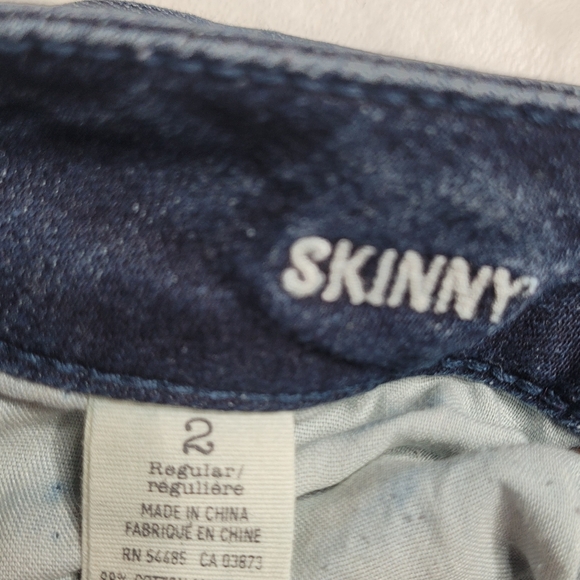 SKINNY
2
Regular/
régulière
MADE IN CHINA
FABRIQUÉ EN CHINE
RN 54485 CA 03873